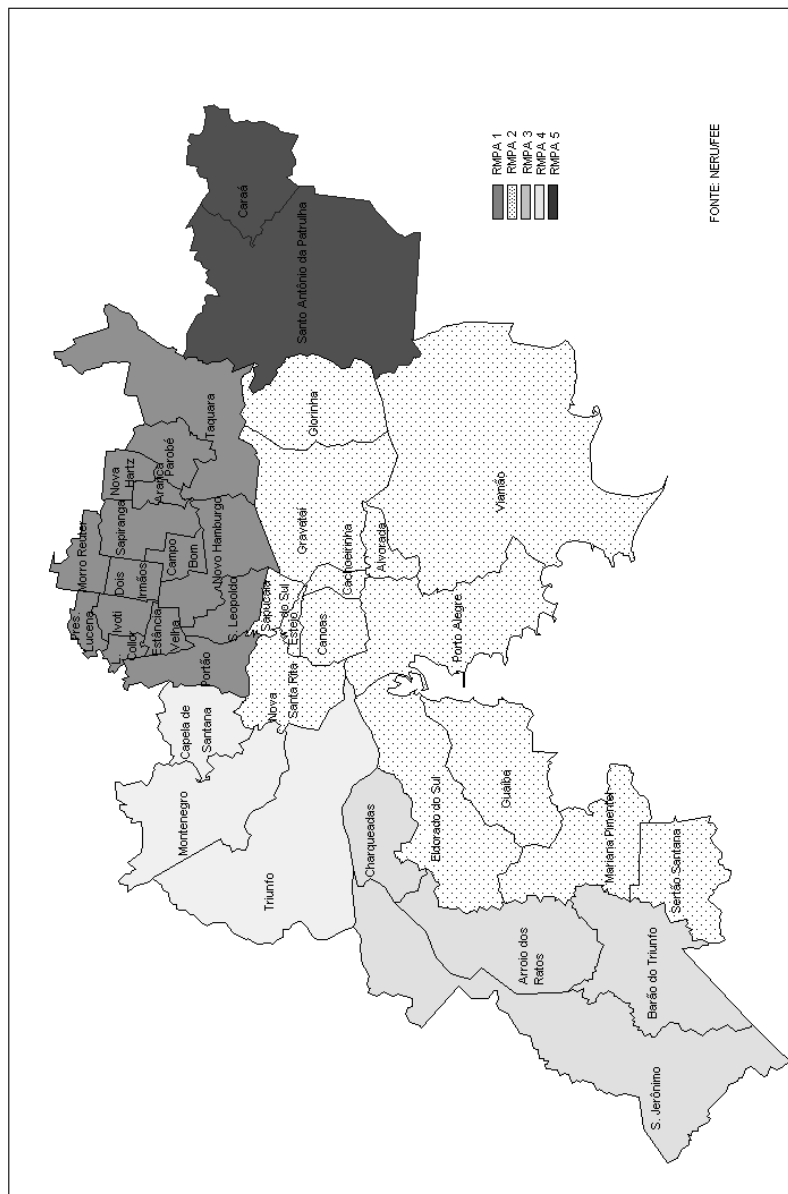 Caraá
Santo Antônio da Patrulha
RMPA 1
RMPA 2
RMPA 3
RMPA 4
RMPA 5
FONTE: NERU/FEE
Taquara
Parobé
Araricá
Nova
Hartz
Glorinha
Viamão
Morro Reuter
Sapiranga
Dois
Irmãos
Campo
Bom
Novo Hamburgo
Gravataí
Cachoeirinha
Alvorada
Pres.
Lucena
Ivoti
Estância
Velha
S. Leopoldo
Sapucaia
do Sul
Esteio
Canoas
Porto Alegre
Portão
Nova
Santa Rita
Capela de
Santana
Montenegro
Triunfo
Charqueadas
Eldorado do Sul
Guaíba
Mariana Pimentel
Sertão Santana
Arroio dos
Ratos
Barão do Triunfo
S. Jerônimo